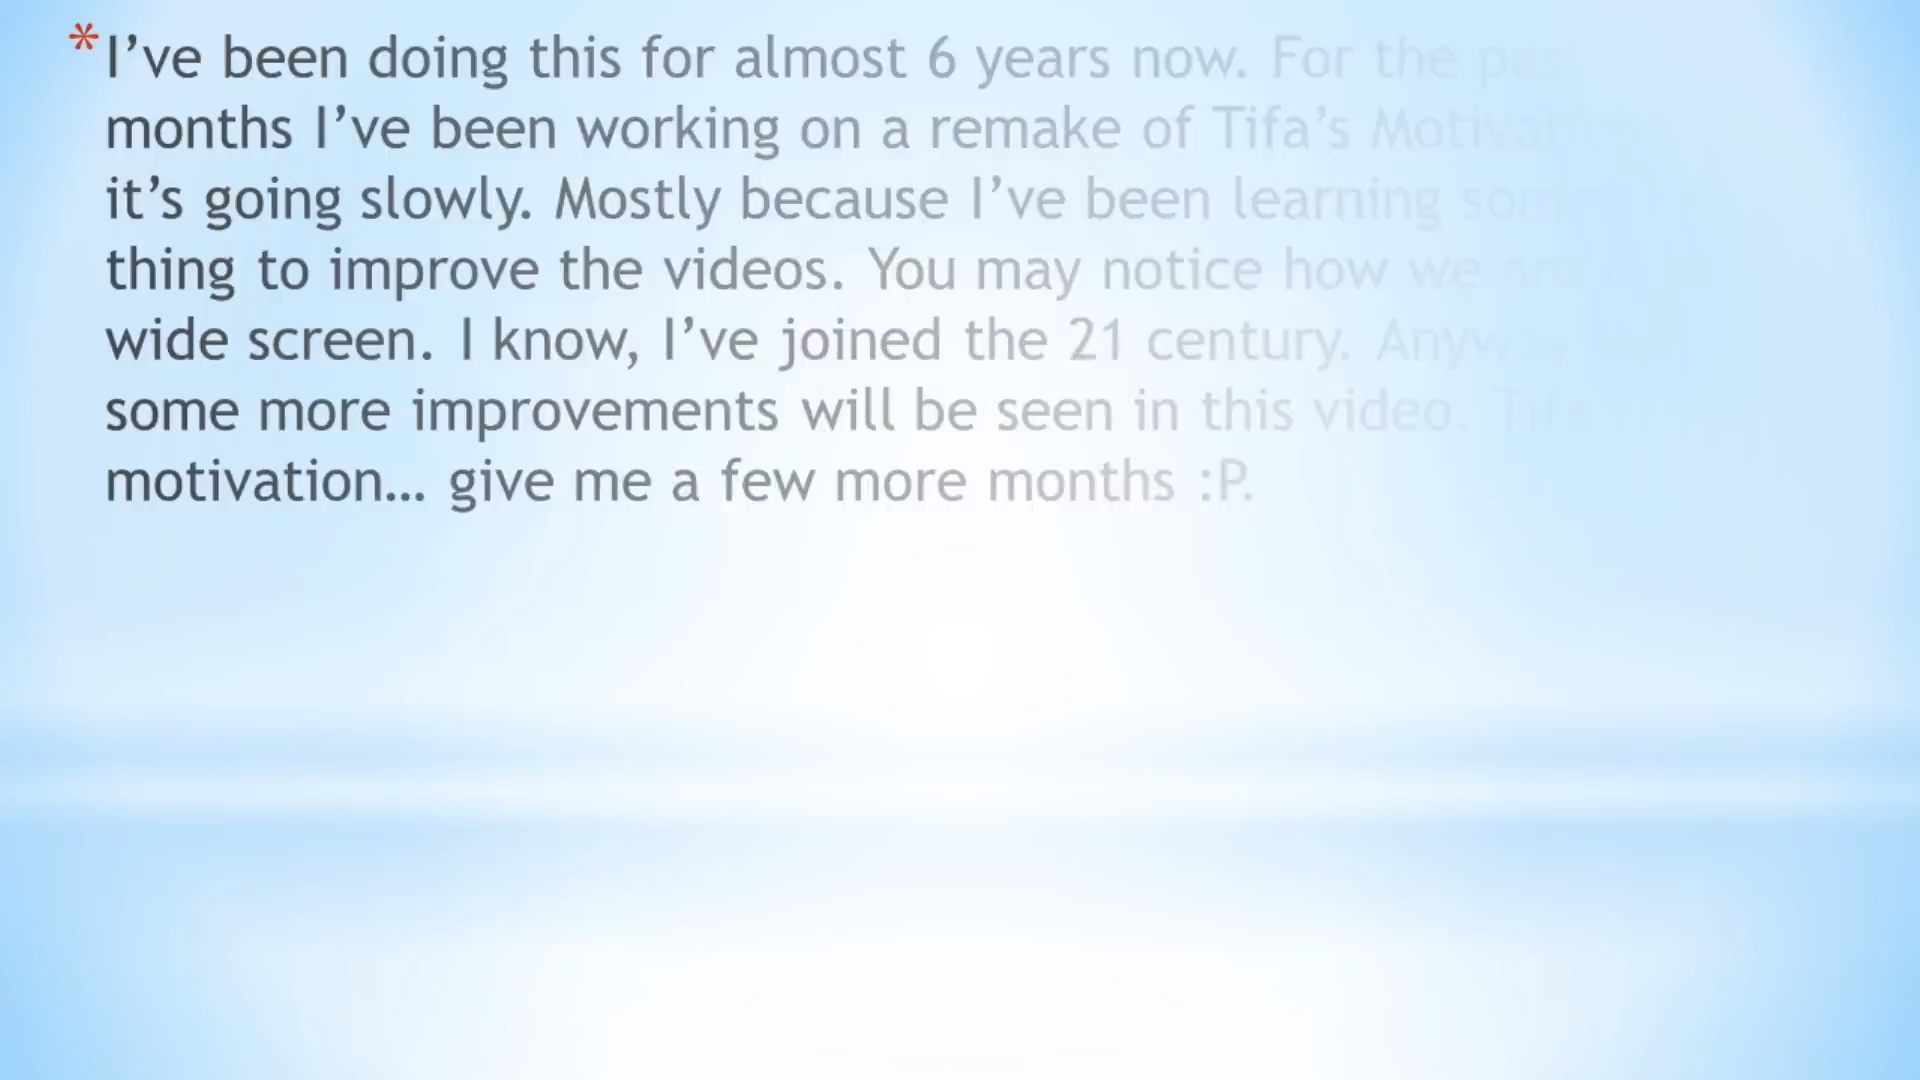 * I’ve been doing this for almost 6 years now. For the
months I’ve been working on a remake of Tifa’s
it’s going slowly. Mostly because I’ve been learning
thing to improve the videos. You may notice how we
wide screen. I know, I’ve joined the 21 century.
some more improvements will be seen in this video.
motivation… give me a few more months :P.